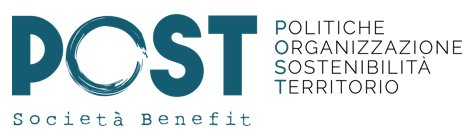 POST
Società Benefit
POLITICHE
ORGANIZZAZIONE
SOSTENIBILITÀ
TERRITORIO